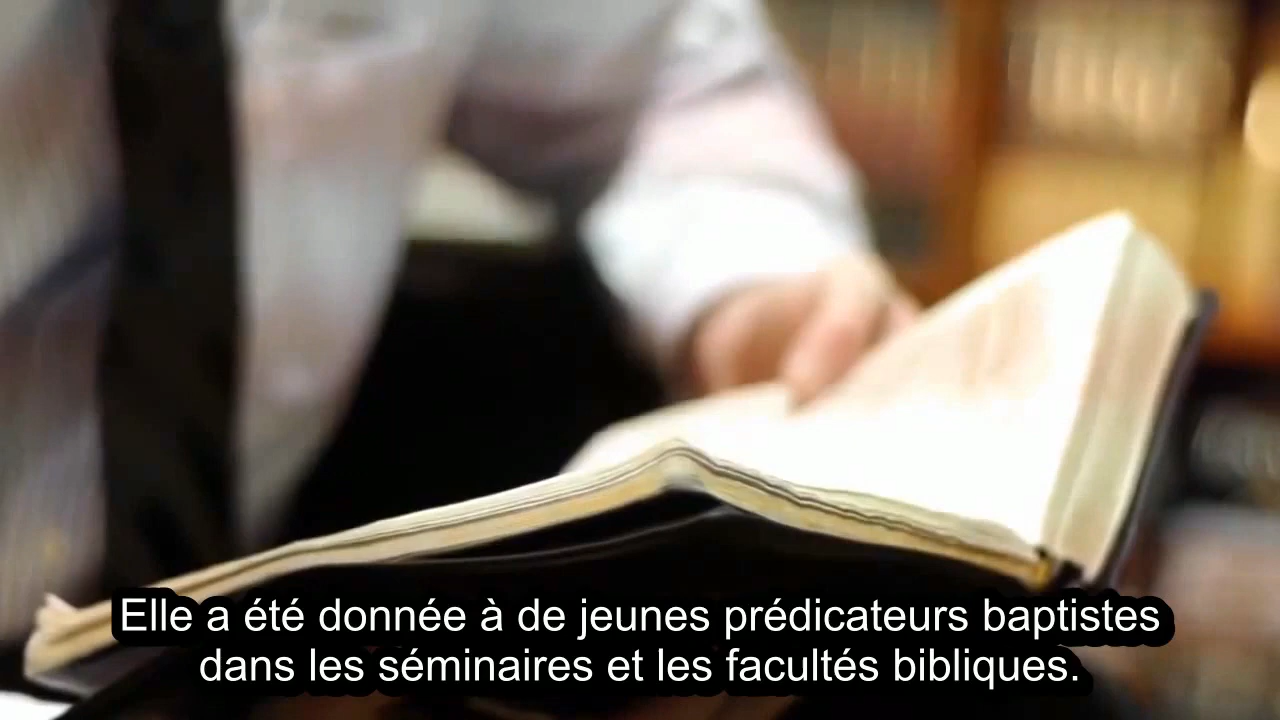 Elle a été donnée à de jeunes prédicateurs baptistes
dans les séminaires et les facultés bibliques.